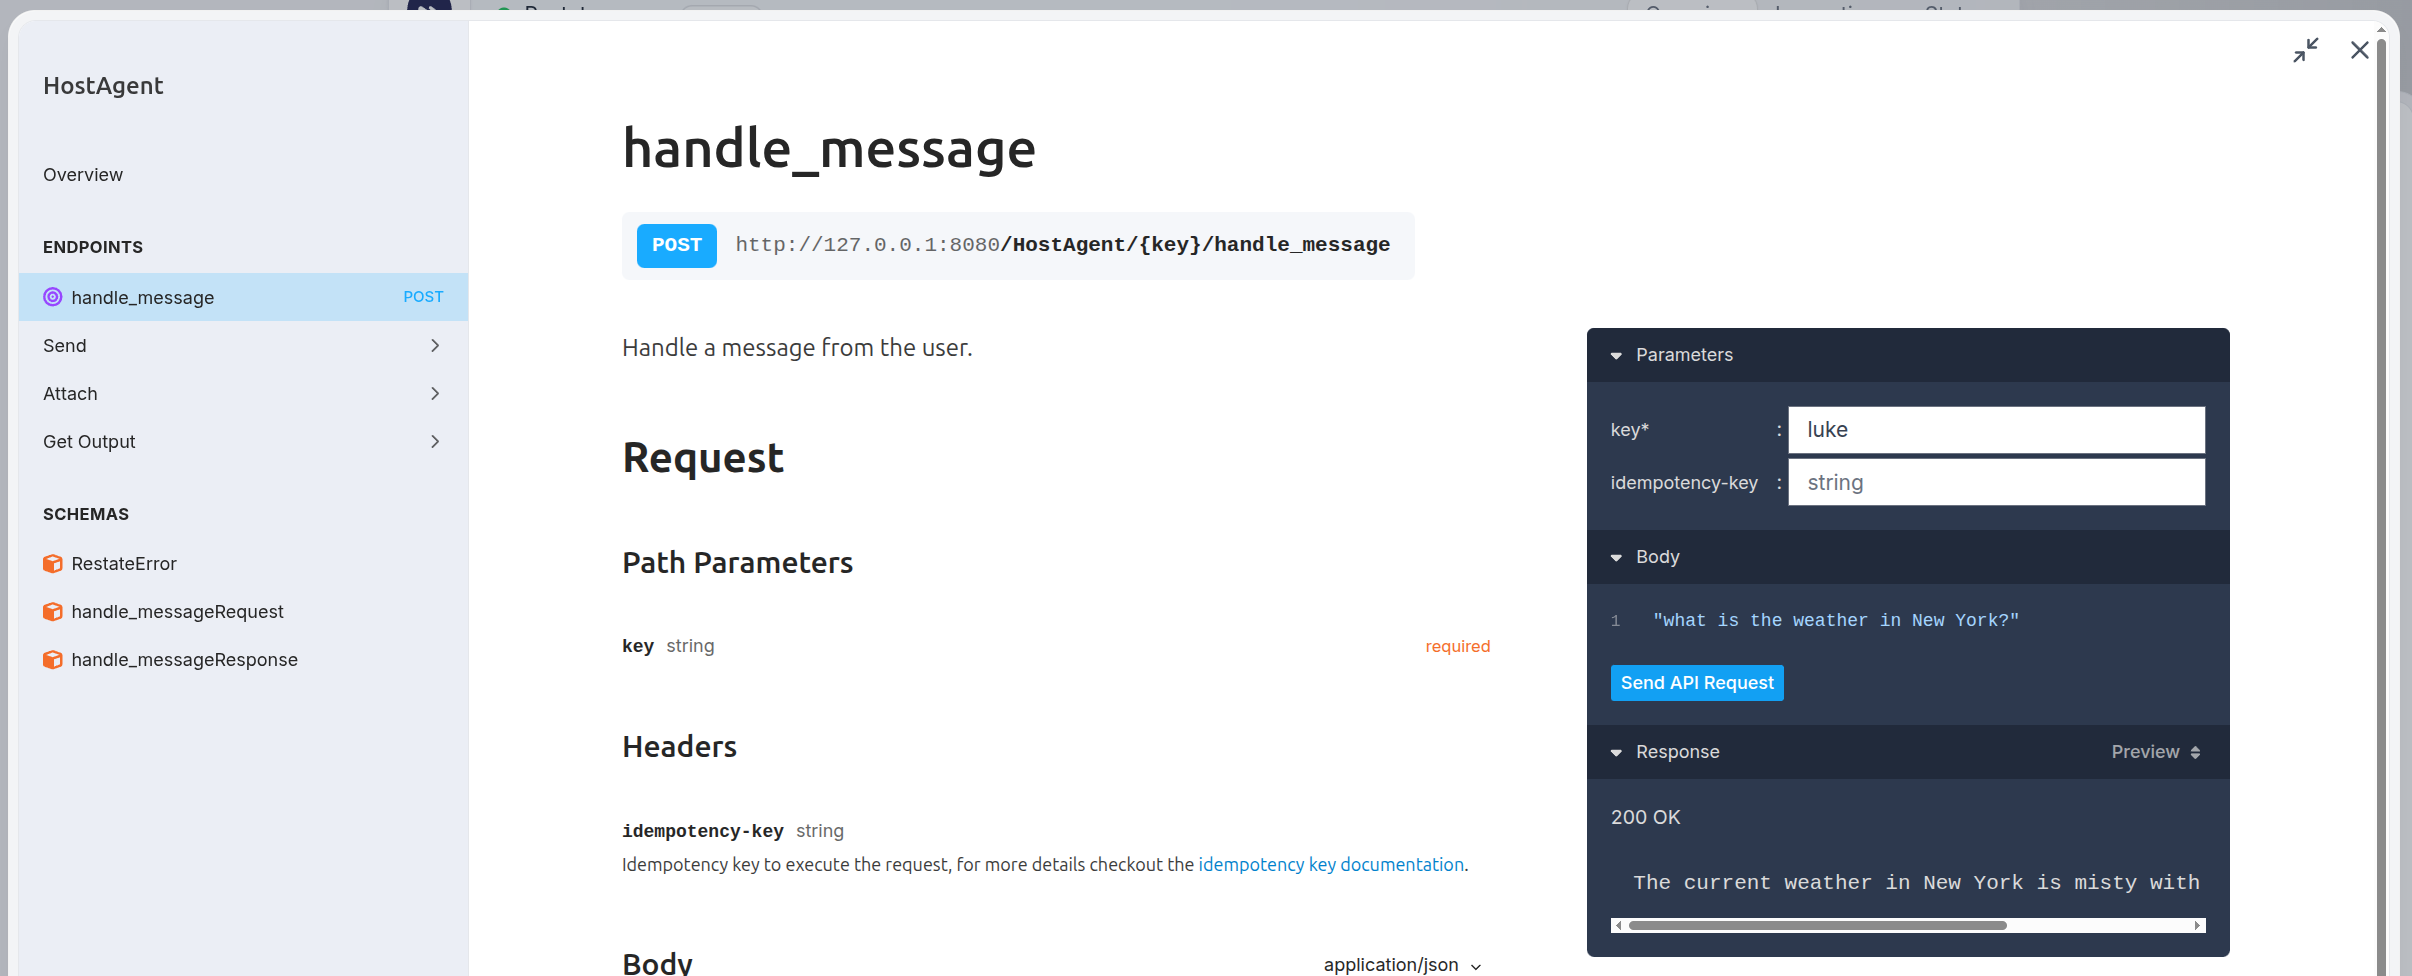 HostAgent
Overview
ENDPOINTS
handle_message POST
Send
Attach
Get Output
SCHEMAS
RestateError
handle_messageRequest
handle_messageResponse
handle_message
POST http://127.0.0.1:8080/HostAgent/{key}/handle_message
Handle a message from the user.
Request
Path Parameters
key string required
Headers
idempotency-key string
Idempotency key to execute the request, for more details checkout the idempotency key documentation.
Body application/json
Parameters
key* : luke
idempotency-key : string
Body
1 "what is the weather in New York?"
Send API Request
Response Preview
200 OK
The current weather in New York is misty with